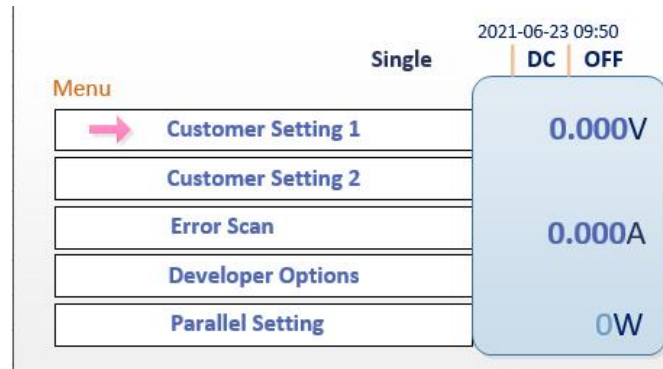 2021-06-23 09:50
Single DC OFF
Menu
Customer Setting 1
0.000V
Customer Setting 2
Error Scan
0.000A
Developer Options
Parallel Setting
0W